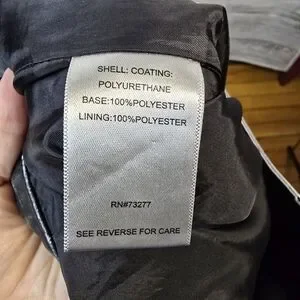 SHELL: COATING:
POLYURETHANE
BASE:100%POLYESTER
LINING:100%POLYESTER
RN#73277
SEE REVERSE FOR CARE